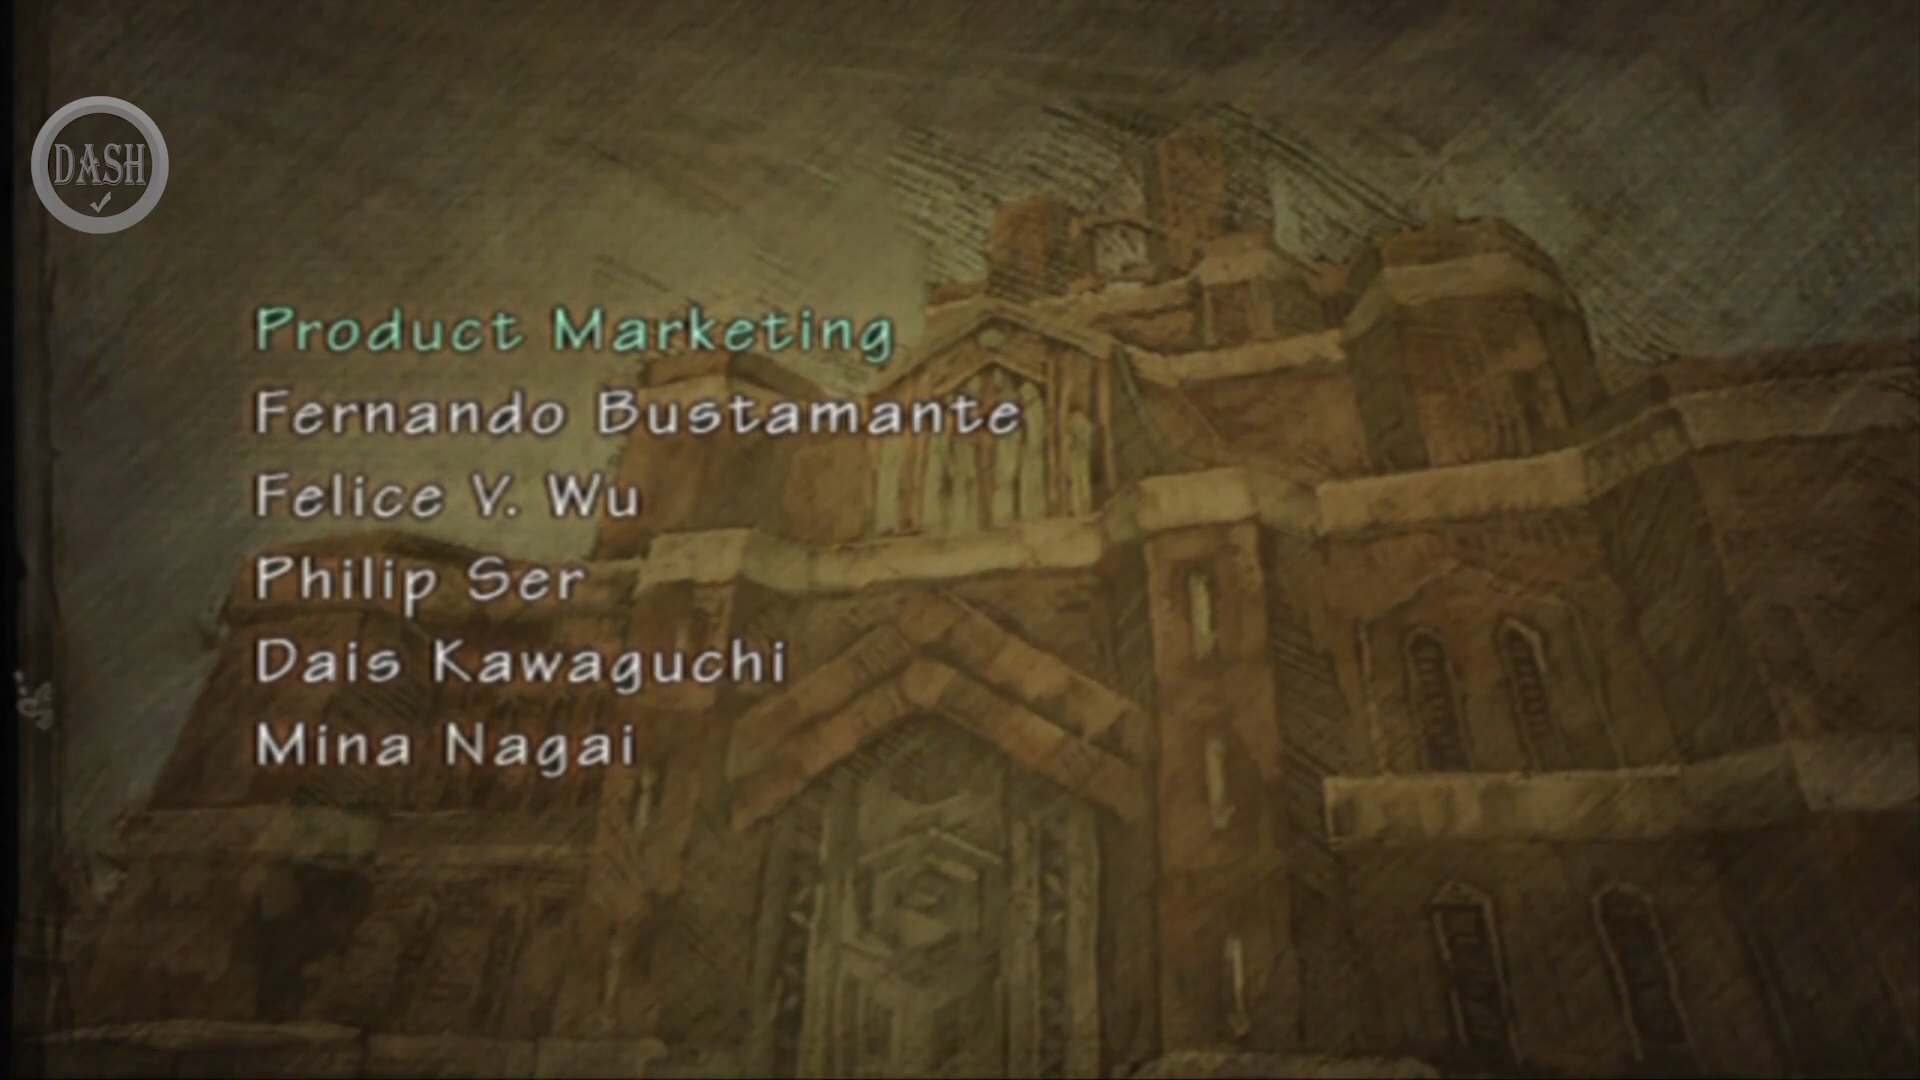 DASH
Product Marketing
Fernando Bustamante
Felice V. Wu
Philip Ser
Dais Kawaguchi
Mina Nagai